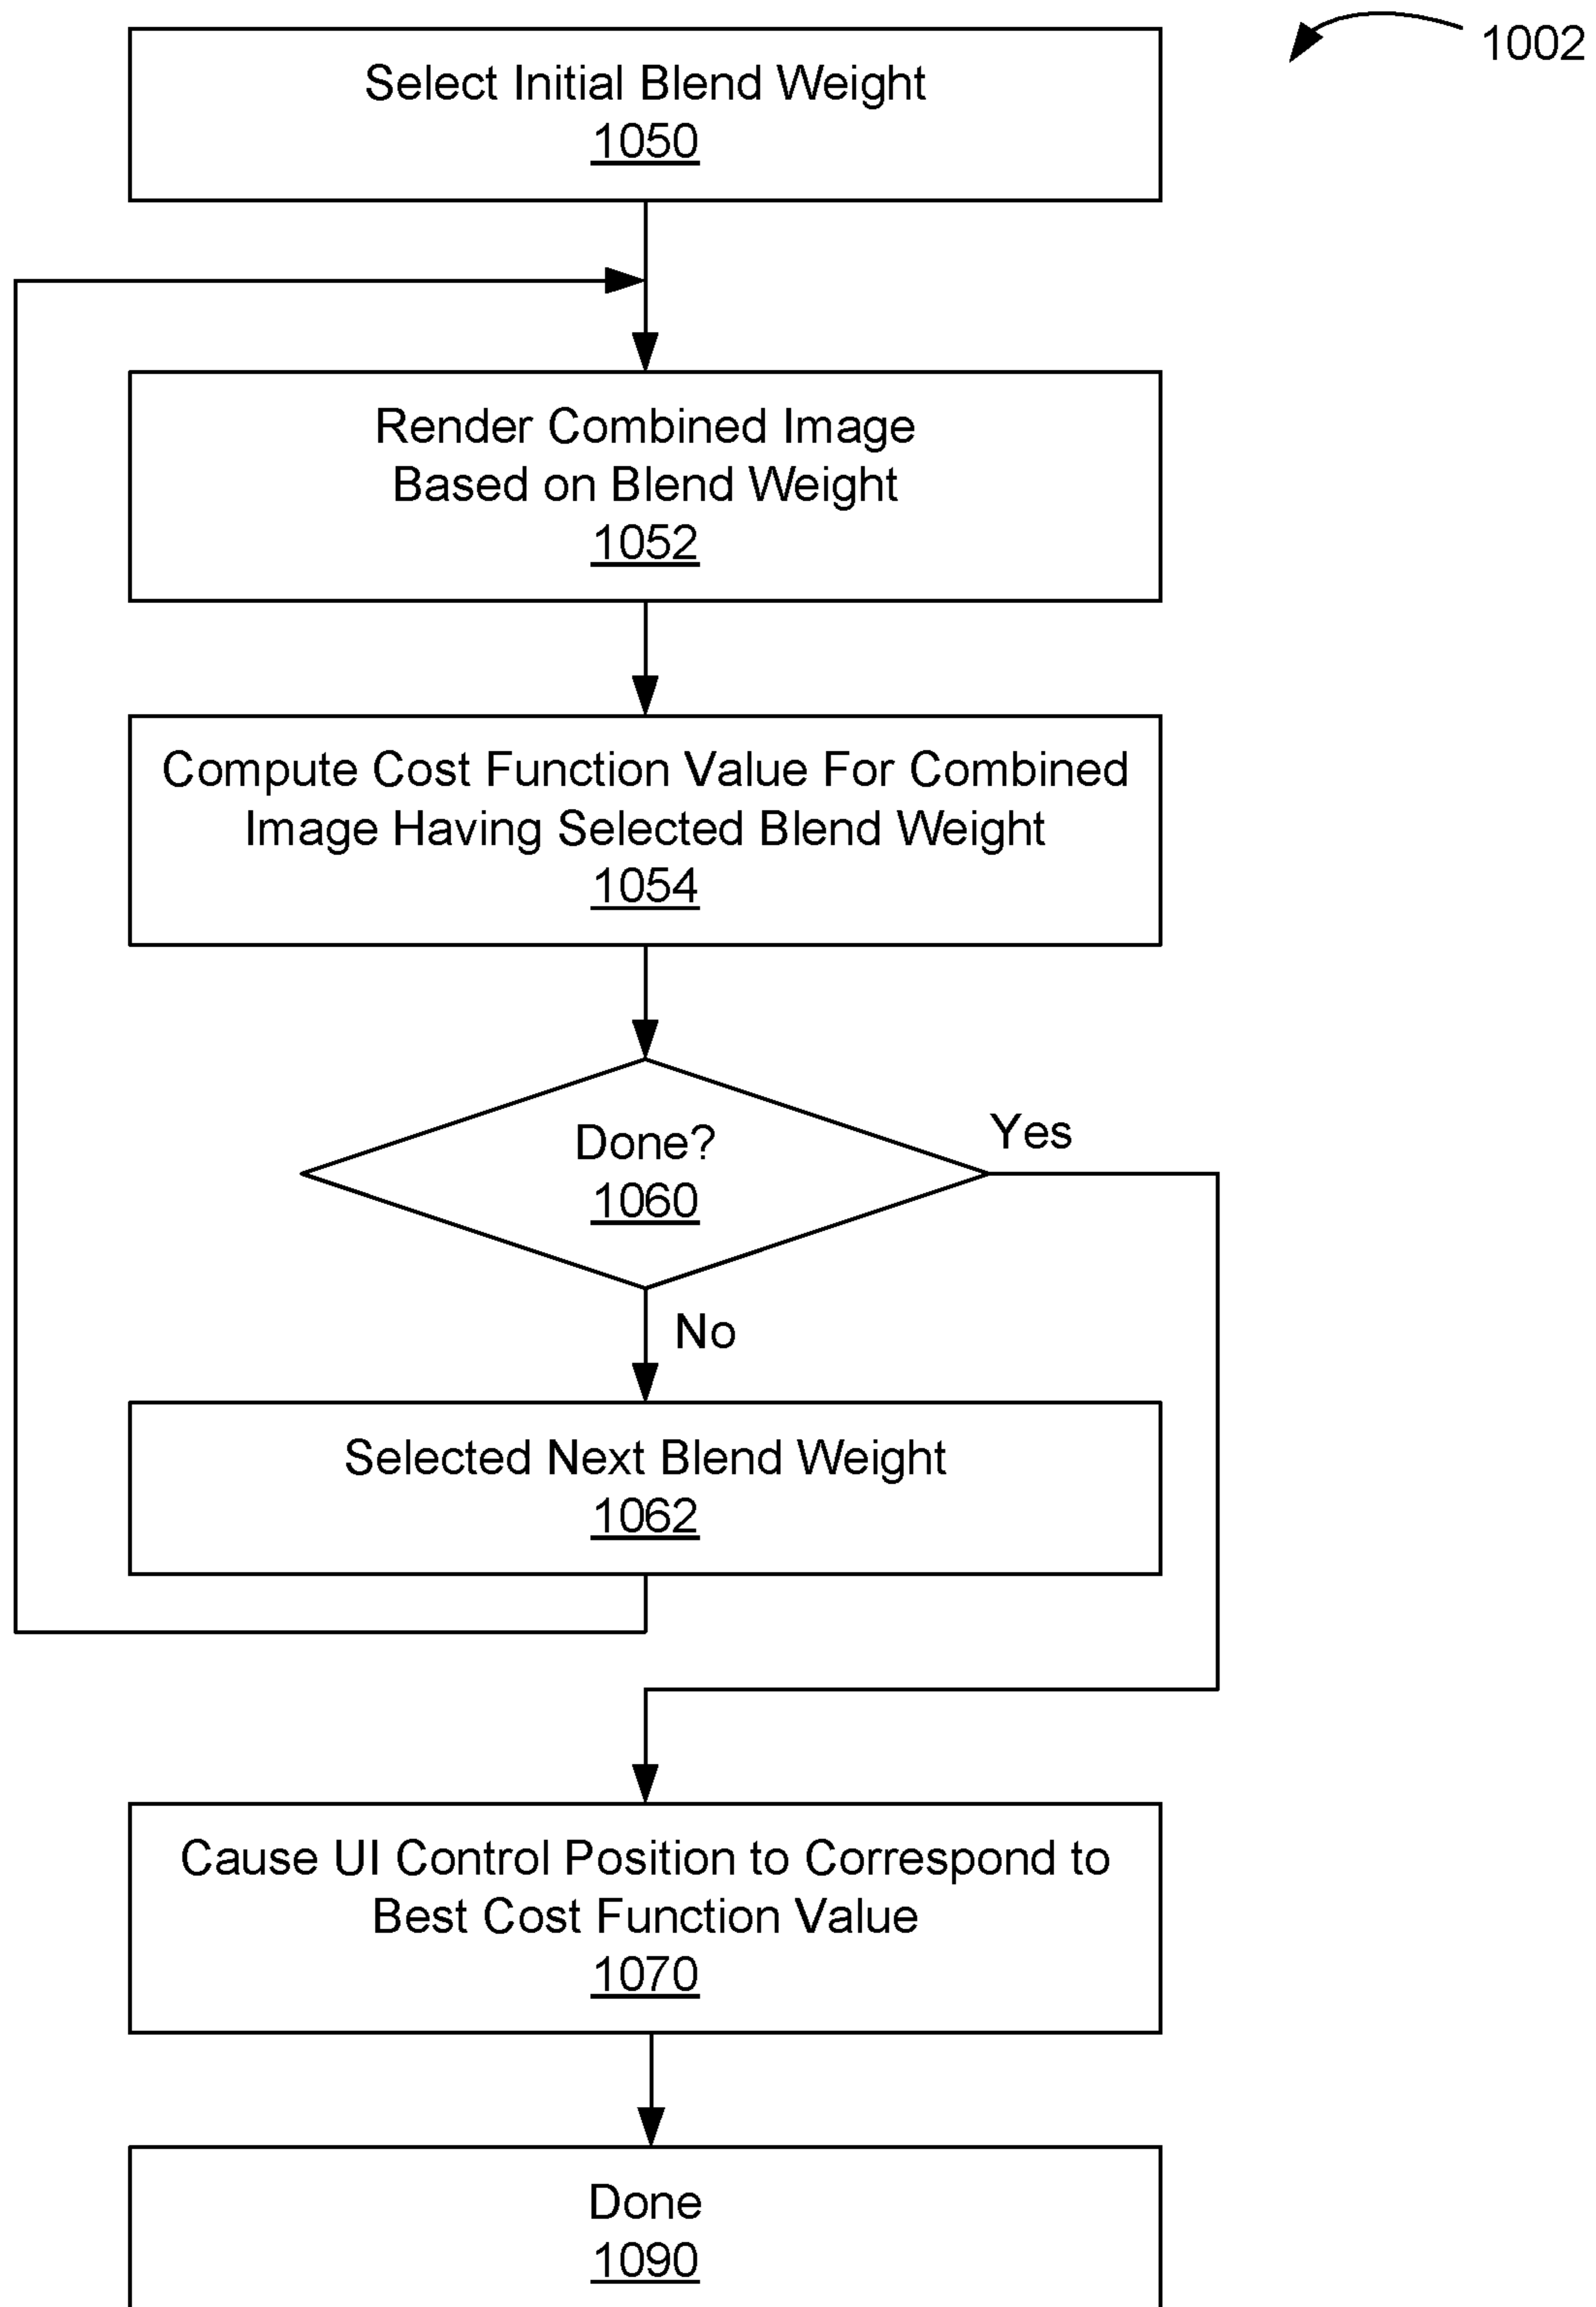 1002
Select Initial Blend Weight
1050
Render Combined Image
Based on Blend Weight
1052
Compute Cost Function Value For Combined
Image Having Selected Blend Weight
1054
Done?
1060
Yes
No
Selected Next Blend Weight
1062
Cause UI Control Position to Correspond to
Best Cost Function Value
1070
Done
1090